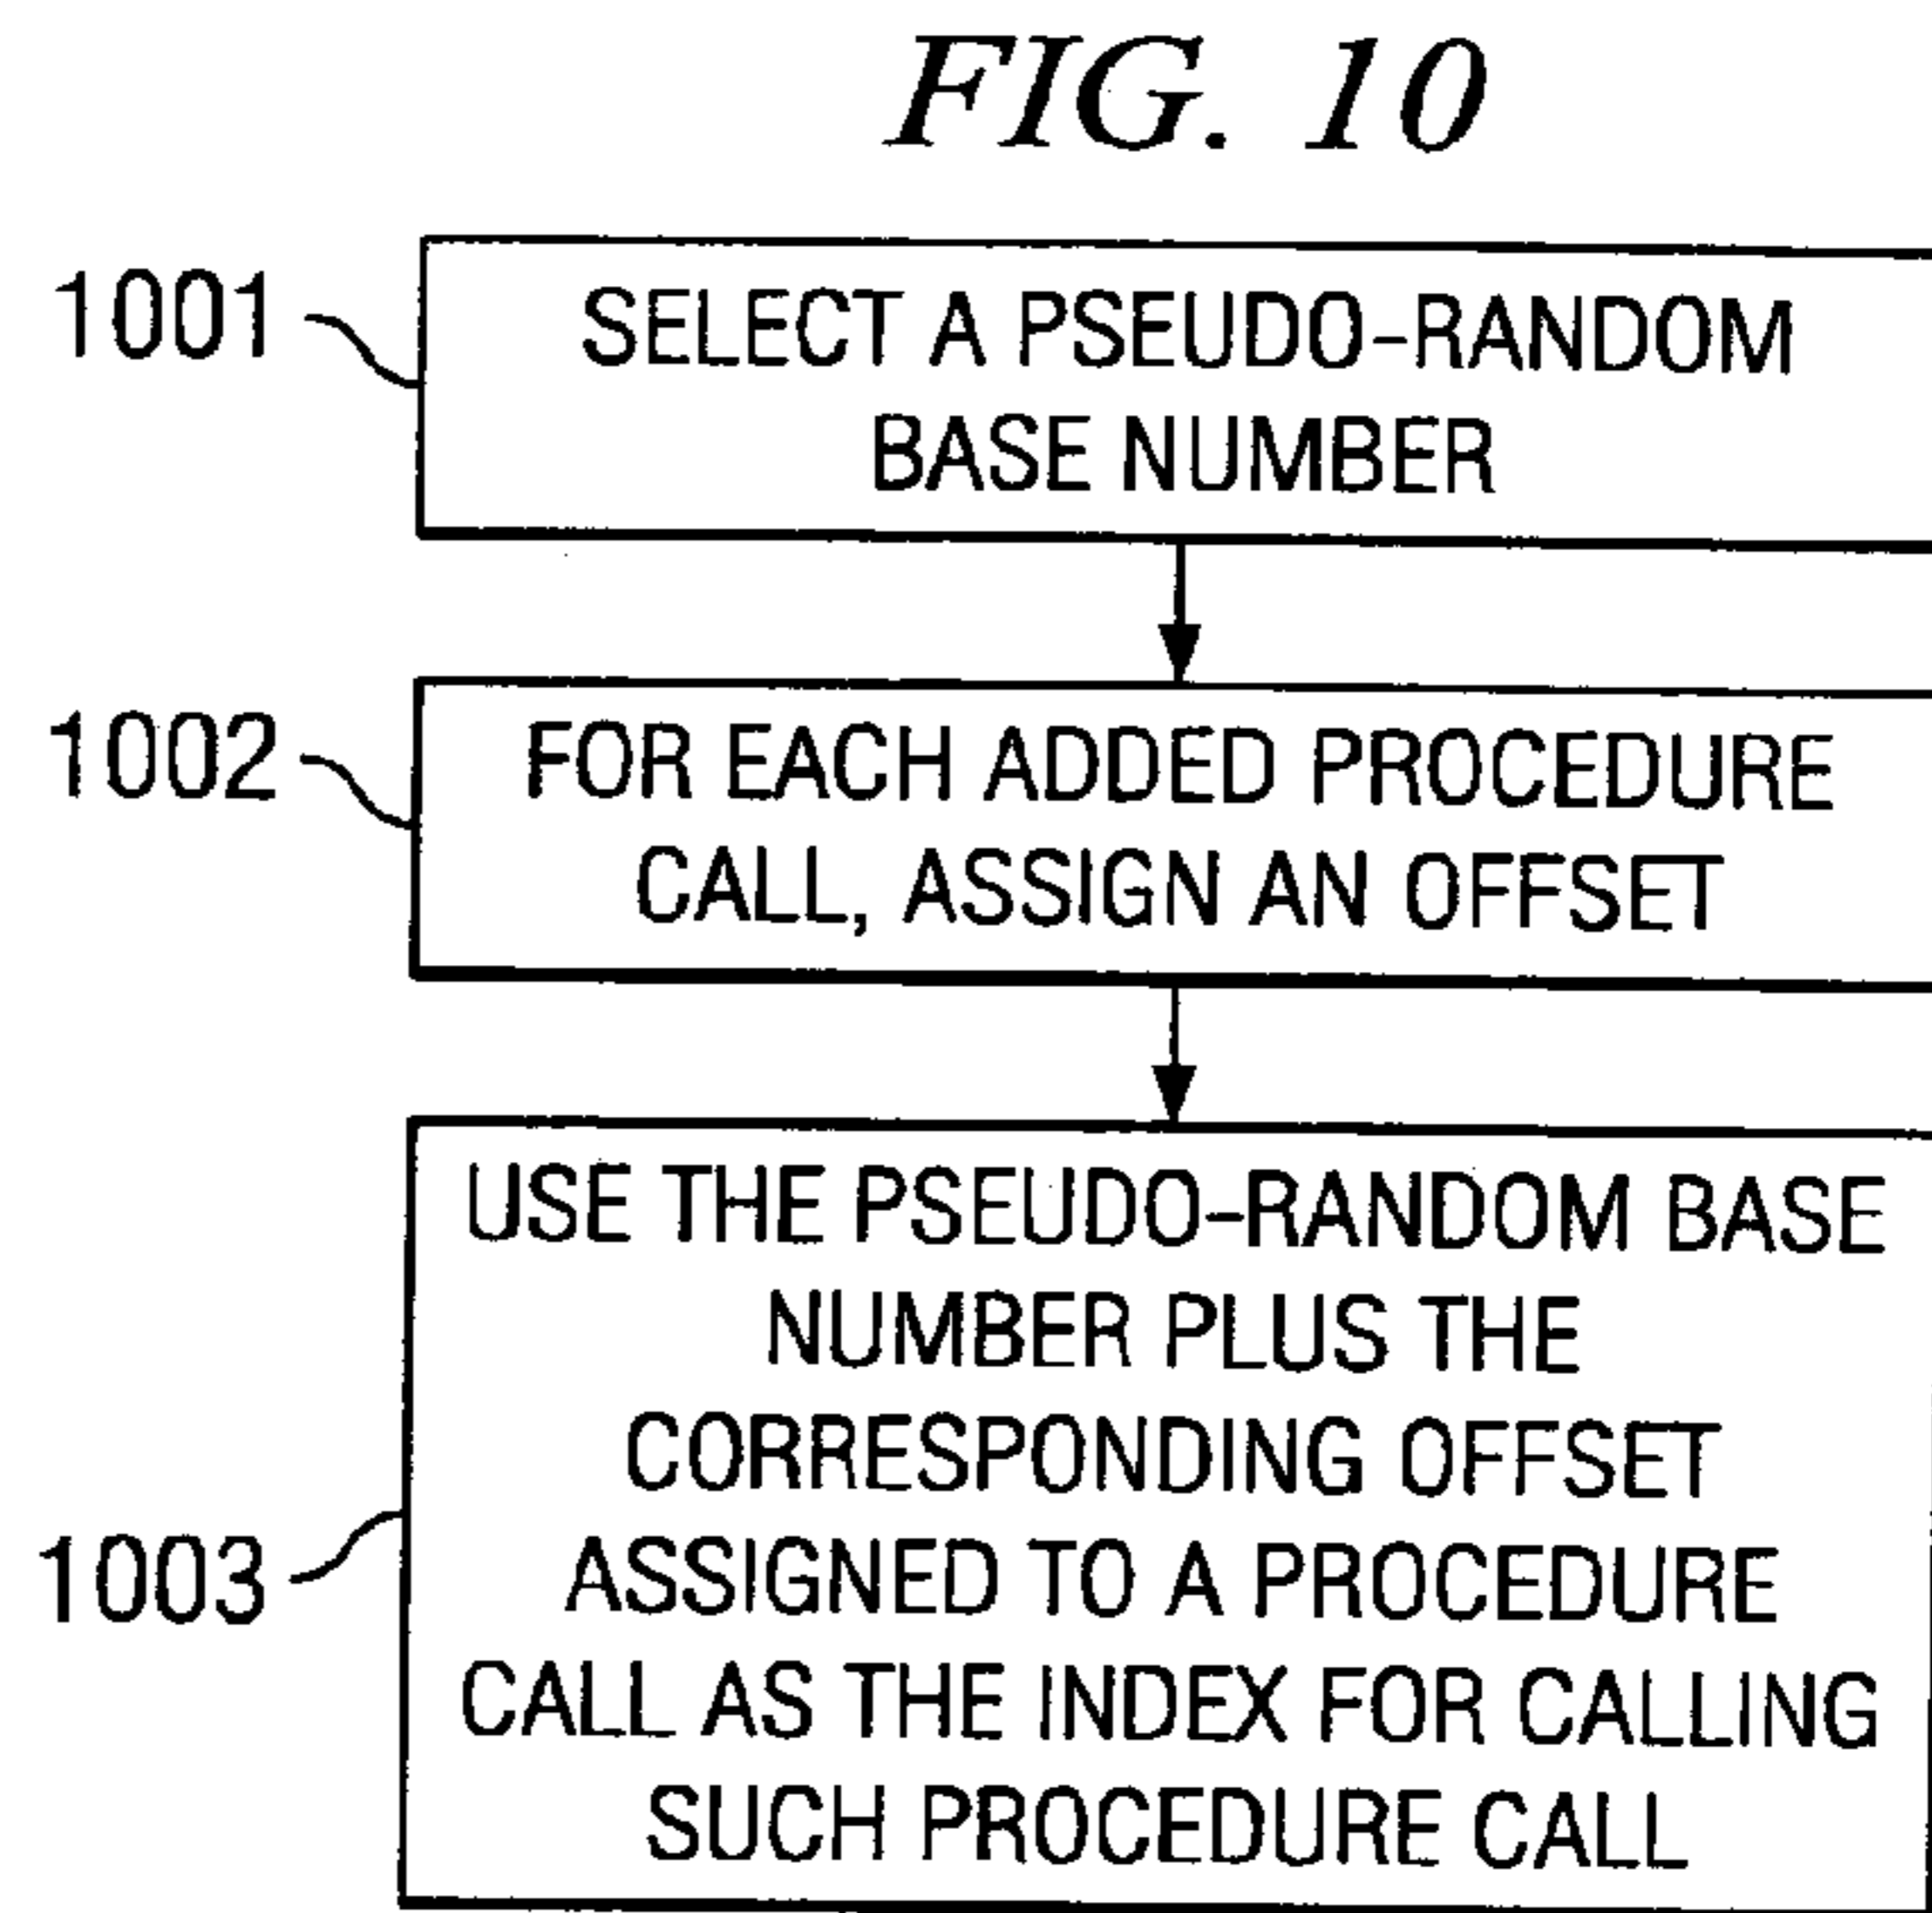 FIG. 10
1001
SELECT A PSEUDO-RANDOM
BASE NUMBER
1002
FOR EACH ADDED PROCEDURE
CALL, ASSIGN AN OFFSET
1003
USE THE PSEUDO-RANDOM BASE
NUMBER PLUS THE
CORRESPONDING OFFSET
ASSIGNED TO A PROCEDURE
CALL AS THE INDEX FOR CALLING
SUCH PROCEDURE CALL